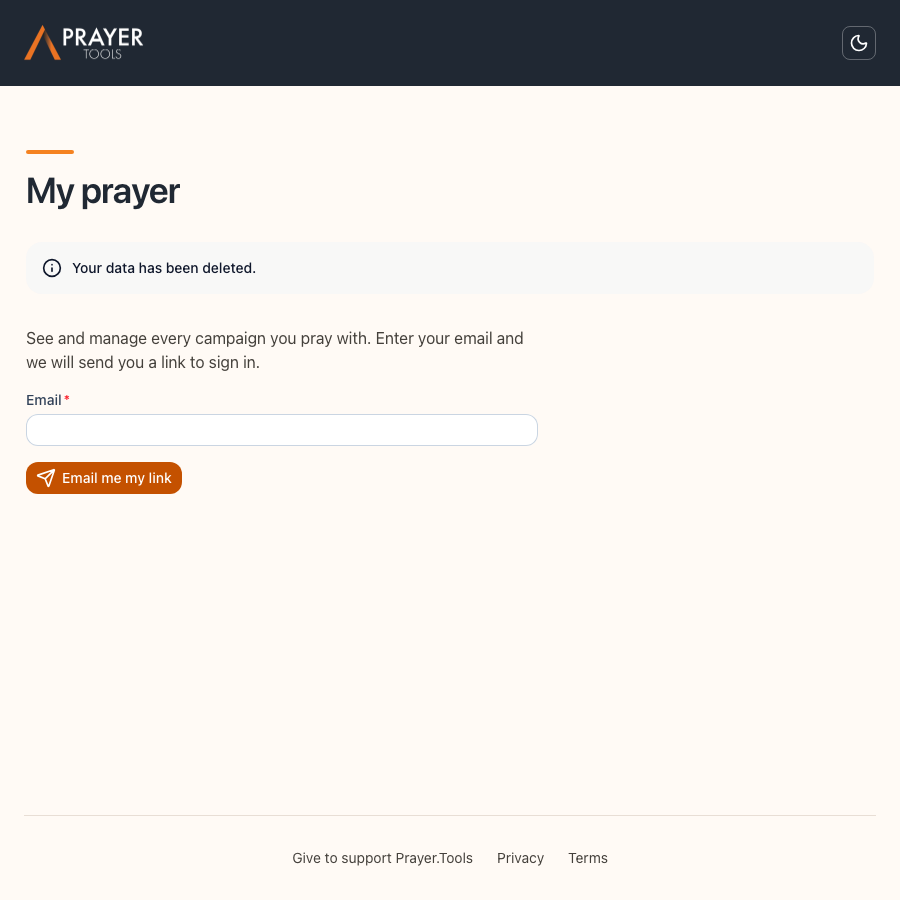 PRAYER
TOOLS
My prayer
Your data has been deleted.
See and manage every campaign you pray with. Enter your email and
we will send you a link to sign in.
Email *
Email me my link
Give to support Prayer.Tools Privacy Terms